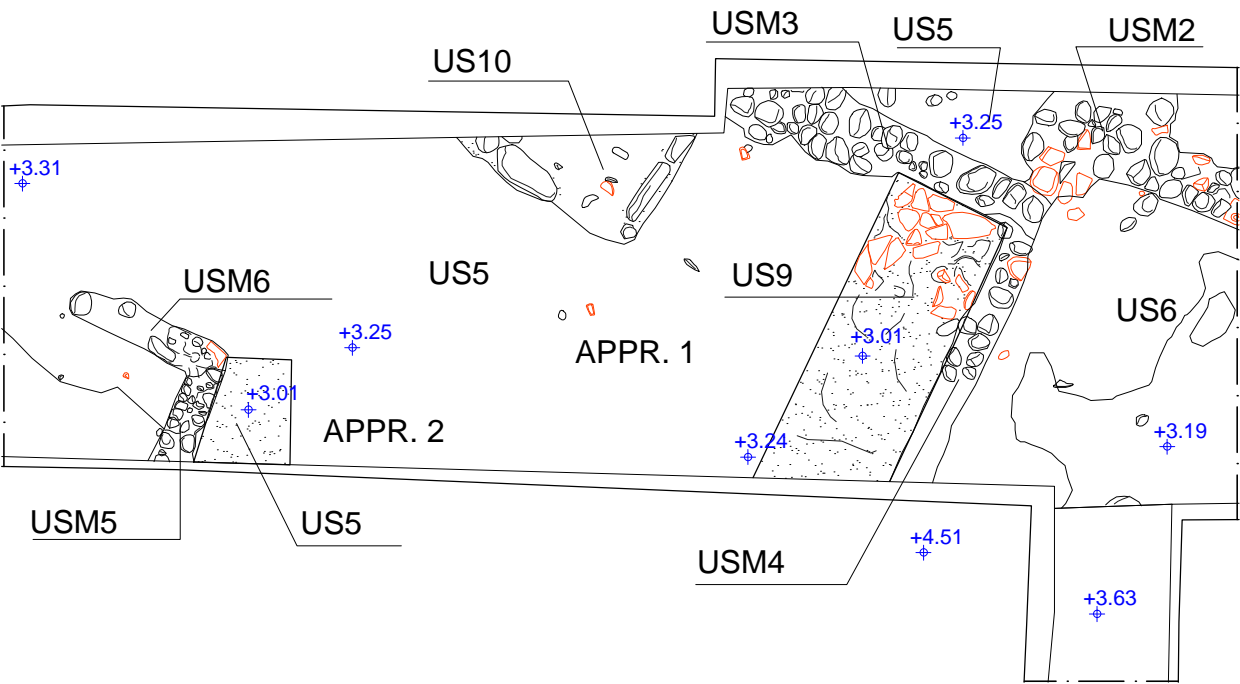 USM3
US5
USM2
US10
+3.25
+3.31
US5
US9
USM6
US6
+3.25
+3.01
APPR. 1
+3.01
APPR. 2
+3.24
+3.19
USM5
US5
+4.51
USM4
+3.63